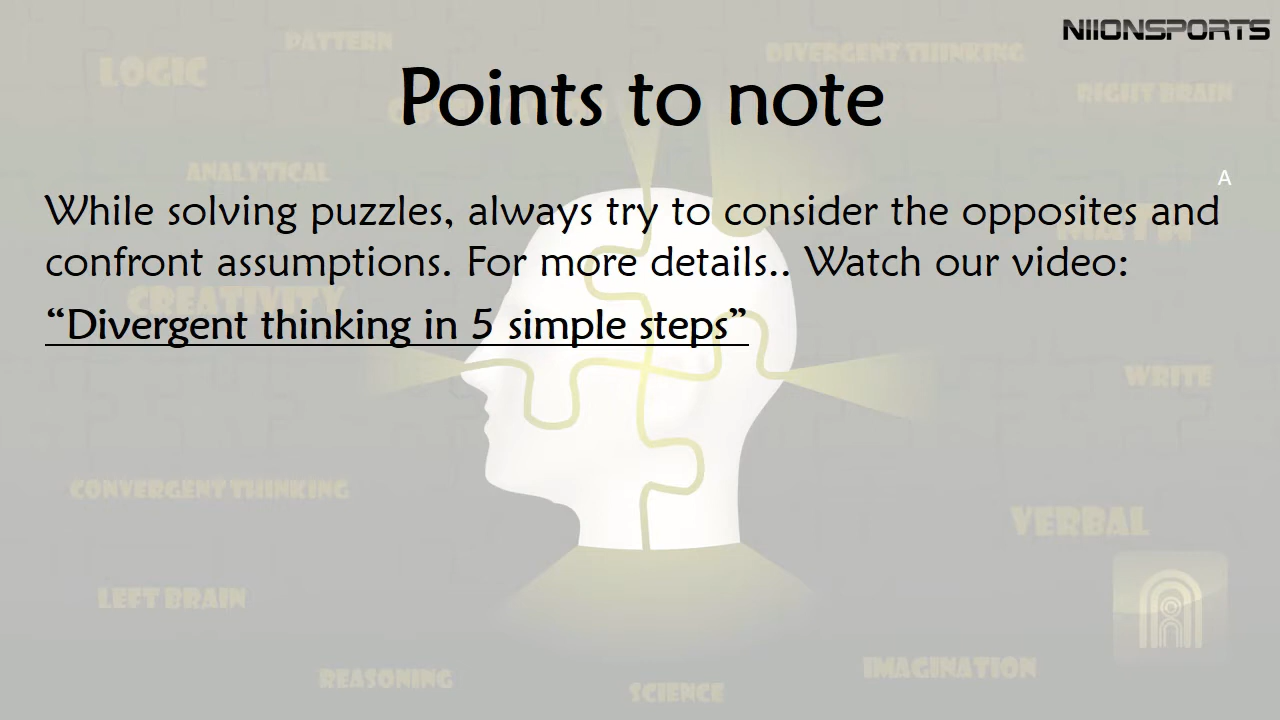 NIIONSPORTS
PATTERN
DIVERGENT THINKING
LOGIC
RIGHT BRAIN
Points to note
ANALYTICAL
A
While solving puzzles, always try to consider the opposites and
MATH
confront assumptions. For more details.. Watch our video:
CREATIVITY
“Divergent thinking in 5 simple steps”
WRITE
CONVERGENT THINKING
VERBAL
LEFT BRAIN
IMAGINATION
REASONING
SCIENCE